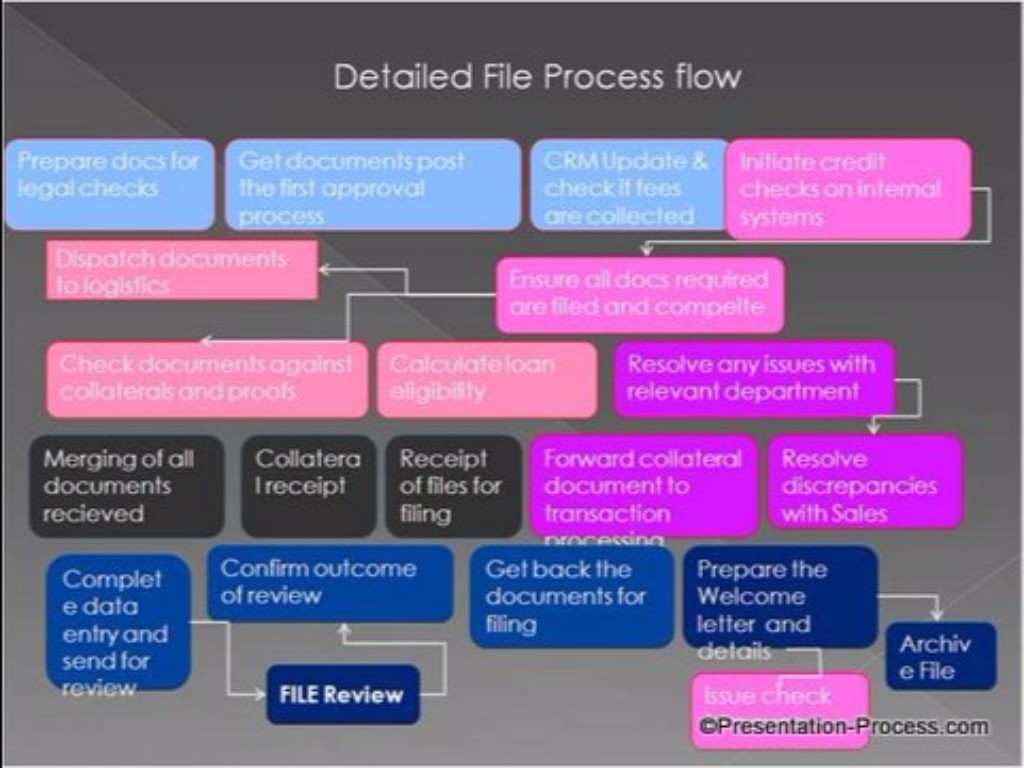 Detailed File Process flow
Prepare docs for
legal checks
Get documents post
the first approval
process
CRM Update &
check if fees
are collected
Initiate credit
checks on internal
systems
Dispatch documents
to logistics
Ensure all docs required
are filed and compelte
Check documents against
collaterals and proofs
Calculate loan
eligibility
Resolve any issues with
relevant department
Merging of all
documents
recieved
Collatera
l receipt
Receipt
of files for
filing
Forward collateral
document to
transaction
processing
Resolve
discrepancies
with Sales
Complet
e data
entry and
send for
review
Confirm outcome
of review
Get back the
documents for
filing
Prepare the
Welcome
letter and
details
Archiv
e File
FILE Review
Issue check
©Presentation-Process.com